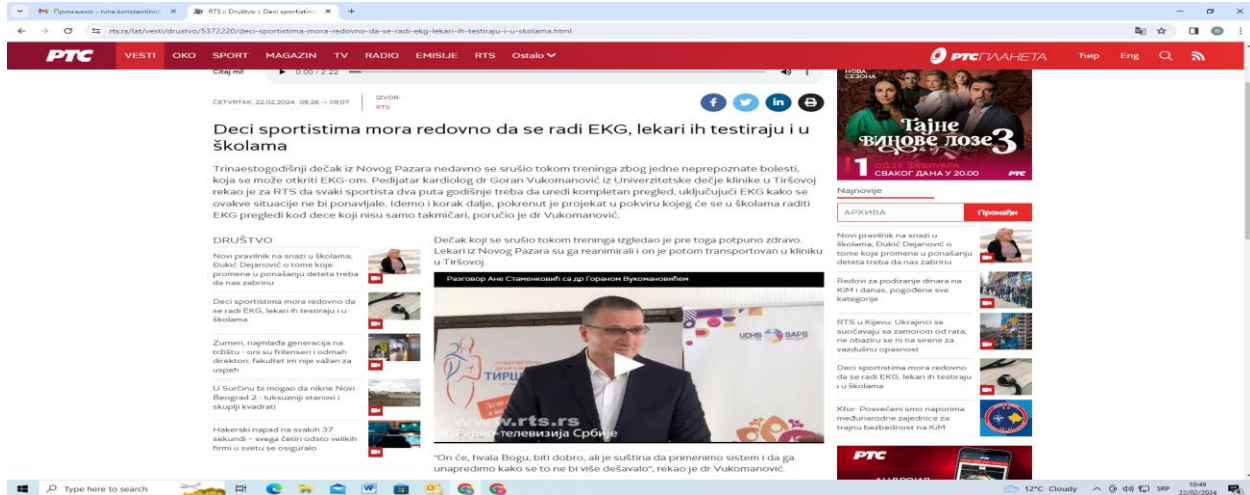 Примљено - nina.konstantinidi
RTS :: Društvo :: Deci sportistim
rts.rs/lat/vesti/drustvo/5372220/deci-sportistima-mora-redovno-da-se-radi-ekg-lekari-ih-testiraju-i-u-skolama.html
РТС VESTI OKO SPORT MAGAZIN TV RADIO EMISIJE RTS Ostalo
РТС ПЛАНЕТА Ћир Eng
Čitaj mi! 0:00 / 2:22
ČETVRTAK, 22.02.2024, 08:28 -> 09:07
IZVOR:
RTS
Deci sportistima mora redovno da se radi EKG, lekari ih testiraju i u
školama
Trinaestogodišnji dečak iz Novog Pazara nedavno se srušio tokom treninga zbog jedne neprepoznate bolesti,
koja se može otkriti EKG-om. Pedijatar kardiolog dr Goran Vukomanović iz Univerzitetske dečje klinike u Tiršovoj
rekao je za RTS da svaki sportista dva puta godišnje treba da uredi kompletan pregled, uključujući EKG kako se
ovakve situacije ne bi ponavljale. Idemo i korak dalje, pokrenut je projekat u pokviru kojeg će se u školama raditi
EKG pregledi kod dece koji nisu samo takmičari, poručio je dr Vukomanović.
DRUŠTVO
Novi pravilnik na snazi u školama;
Đukić Dejanović o tome koje
promene u ponašanju deteta treba
da nas zabrinu
Deci sportistima mora redovno da
se radi EKG, lekari ih testiraju i u
školama
Zumeri, najmlađa generacija na
tržištu - oni su frilenseri i odmah
direktori, fakultet im nije važan za
uspeh
U Surčinu bi mogao da nikne Novi
Beograd 2 - luksuzniji stanovi i
skuplji kvadrati
Hakerski napad na svakih 37
sekundi – svega četiri odsto velikih
firmi u svetu se osiguralo
Dečak koji se srušio tokom treninga izgledao je pre toga potpuno zdravo.
Lekari iz Novog Pazara su ga reanimirali i on je potom transportovan u kliniku
u Tiršovoj.
Разговор Ане Стаменковић са др Гораном Вукомановићем
UDHS
SAPS
ТИРШ
www.rts.rs
Радио-телевизија Србије
"On će, hvala Bogu, biti dobro, ali je suština da primenimo sistem i da ga
unapredimo kako se to ne bi više dešavalo", rekao je dr Vukomanović.
НОВА
СЕЗОНА
Тајне
винове лозе 3
1 ОД 19. ФЕБРУАРА
СВАКОГ ДАНА У 20.00 РТС
Najnovije
АРХИВА Пронађи
Novi pravilnik na snazi u
školama; Đukić Dejanović o
tome koje promene u ponašanju
deteta treba da nas zabrinu
Redovi za podizanje dinara na
KiM i danas, pogođene sve
kategorije
RTS u Kijevu: Ukrajinci se
suočavaju sa zamorom od rata,
ne obaziru se ni na sirene za
vazdušnu opasnost
Deci sportistima mora redovno
da se radi EKG, lekari ih testiraju
i u školama
Kfor: Posvećeni smo naporima
međunarodne zajednice za
trajnu bezbednost na KiM
РТС
АНДРОИД
Type here to search
12°C Cloudy
SRP
10:49
22/02/2024